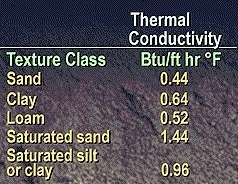 Thermal
Conductivity
Texture Class Btu/ft hr °F
Sand 0.44
Clay 0.64
Loam 0.52
Saturated sand 1.44
Saturated silt
or clay 0.96